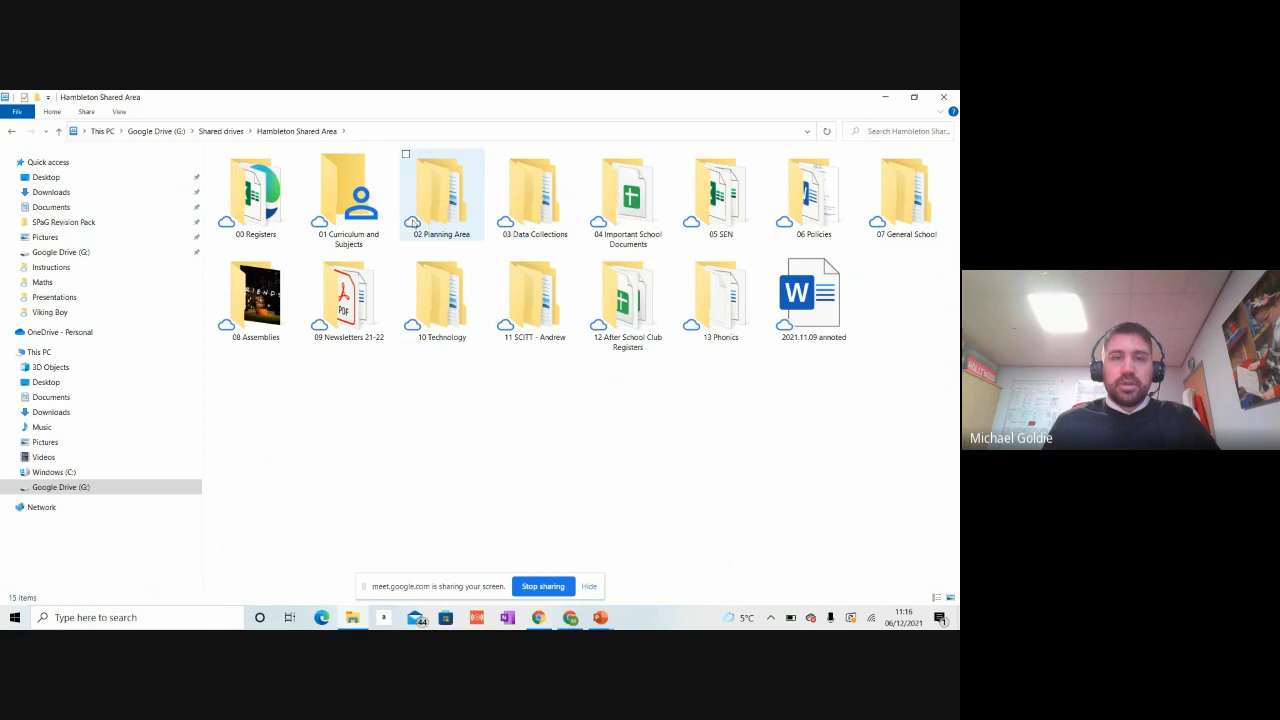 Hambleton Shared Area
File Home Share View
This PC Google Drive (G:) Shared drives Hambleton Shared Area
Search Hambleton Shar...
Quick access
Desktop
Downloads
Documents
SPaG Revision Pack
Pictures
Google Drive (G:)
Instructions
Maths
Presentations
Viking Boy
OneDrive - Personal
This PC
3D Objects
Desktop
Documents
Downloads
Music
Pictures
Videos
Windows (C:)
Google Drive (G:)
Network
00 Registers
01 Curriculum and
Subjects
02 Planning Area
03 Data Collections
04 Important School
Documents
05 SEN
06 Policies
07 General School
FRIENDS
08 Assemblies
PDF
09 Newsletters 21-22
10 Technology
11 SCITT - Andrew
12 After School Club
Registers
13 Phonics
W
2021.11.09 annoted
meet.google.com is sharing your screen. Stop sharing Hide
15 items
Type here to search
a
44
5°C
11:16
06/12/2021
1
Michael Goldie